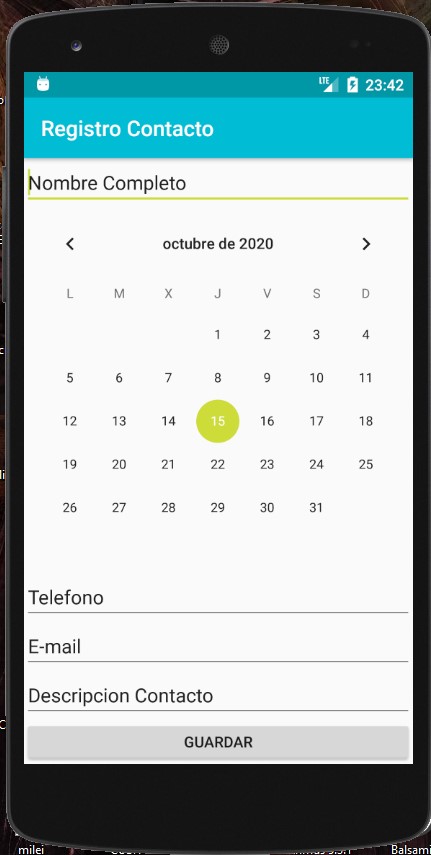 LTE 23:42
Registro Contacto
Nombre Completo
octubre de 2020
L M X J V S D
1 2 3 4
5 6 7 8 9 10 11
12 13 14 15 16 17 18
19 20 21 22 23 24 25
26 27 28 29 30 31
Telefono
E-mail
Descripcion Contacto
GUARDAR
milei
Balsami